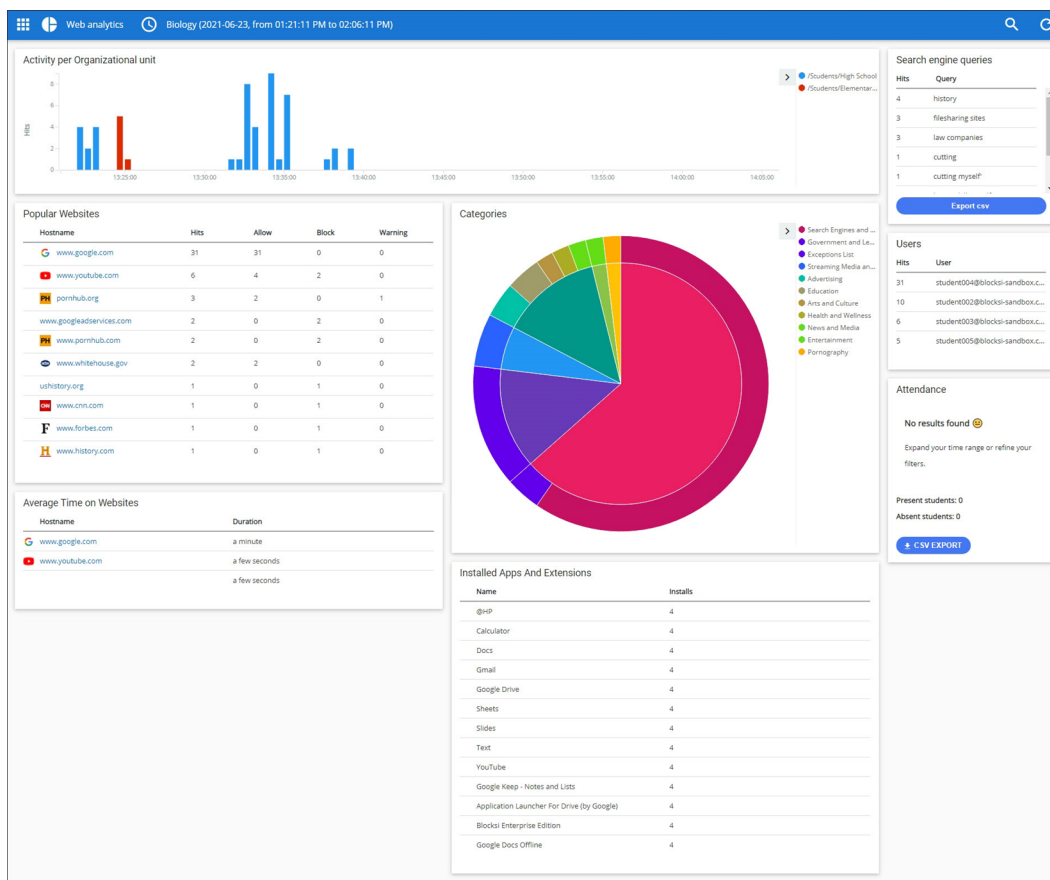 Web analytics
Biology (2021-06-23, from 01:21:11 PM to 02:06:11 PM)
Activity per Organizational unit
Hits
8
6
4
2
0
13:25:00 13:30:00 13:35:00 13:40:00 13:45:00 13:50:00 13:55:00 14:00:00 14:05:00
/Students/High School
/Students/Elementar...
Search engine queries
Hits Query
4 history
3 filesharing sites
3 law companies
1 cutting
1 cutting myself'
Export csv
Popular Websites
Hostname Hits Allow Block Warning
www.google.com 31 31 0 0
www.youtube.com 6 4 2 0
PH pornhub.org 3 2 0 1
www.googleadservices.com 2 0 2 0
PH www.pornhub.com 2 0 2 0
www.whitehouse.gov 2 2 0 0
ushistory.org 1 0 1 0
CNN www.cnn.com 1 0 1 0
F www.forbes.com 1 0 1 0
H www.history.com 1 0 1 0
Categories
Search Engines and ...
Government and Le...
Exceptions List
Streaming Media an...
Advertising
Education
Arts and Culture
Health and Wellness
News and Media
Entertainment
Pornography
Users
Hits User
31 student004@blocksi-sandbox.c...
10 student002@blocksi-sandbox.c...
6 student003@blocksi-sandbox.c...
5 student005@blocksi-sandbox.c...
Attendance
No results found
Expand your time range or refine your
filters.
Present students: 0
Absent students: 0
CSV EXPORT
Average Time on Websites
Hostname Duration
www.google.com a minute
www.youtube.com a few seconds
a few seconds
Installed Apps And Extensions
Name Installs
@HP 4
Calculator 4
Docs 4
Gmail 4
Google Drive 4
Sheets 4
Slides 4
Text 4
YouTube 4
Google Keep - Notes and Lists 4
Application Launcher For Drive (by Google) 4
Blocksi Enterprise Edition 4
Google Docs Offline 4